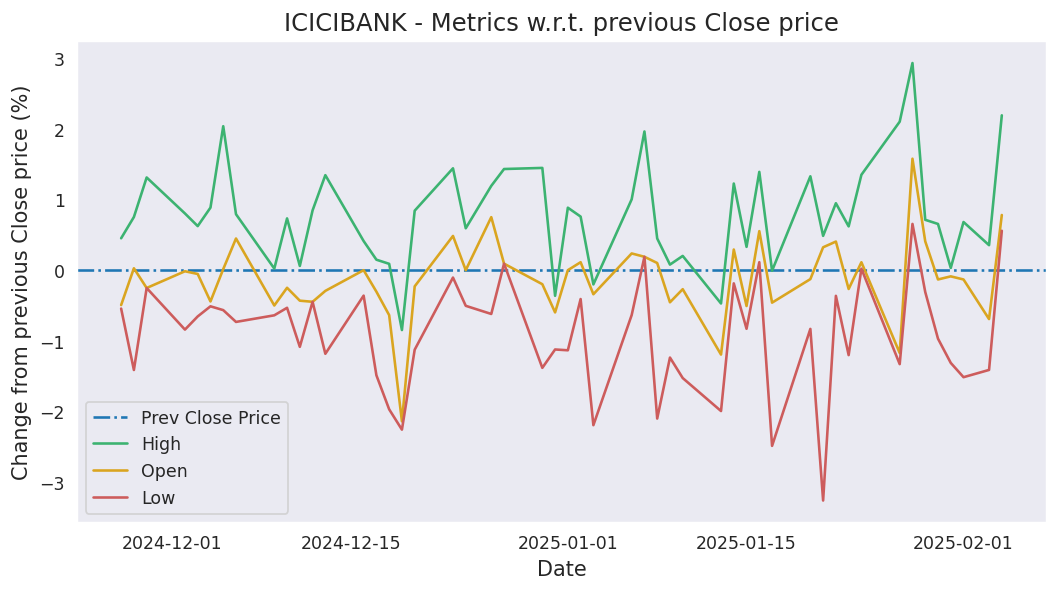 ICICIBANK - Metrics w.r.t. previous Close price
Change from previous Close price (%)
3
2
1
0
−1
−2
−3
Prev Close Price
High
Open
Low
2024-12-01
2024-12-15
2025-01-01
2025-01-15
2025-02-01
Date